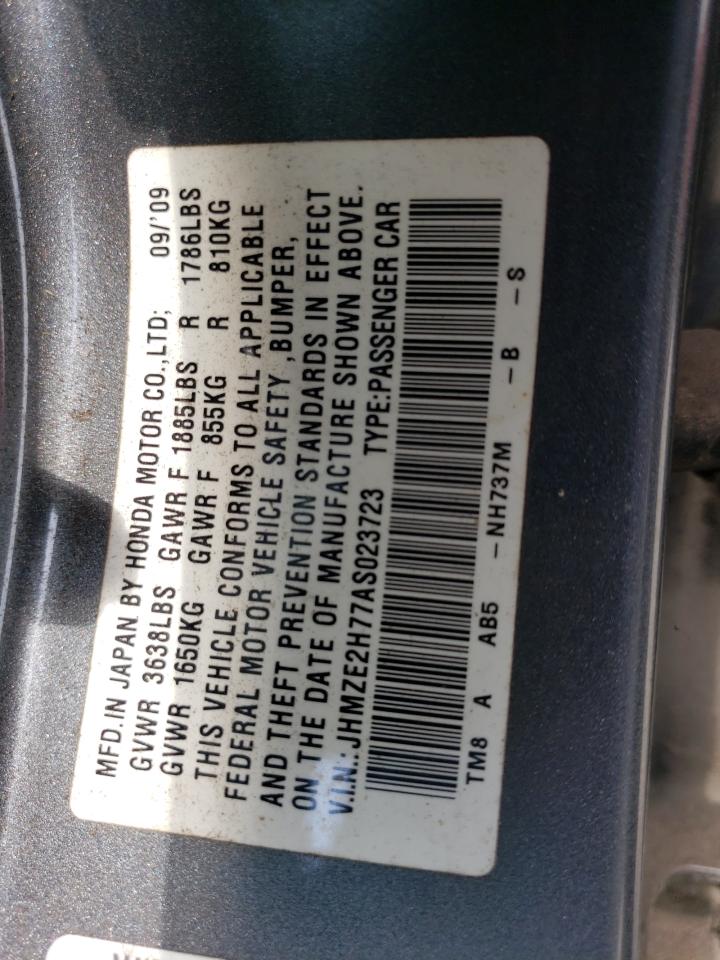 MFD.IN JAPAN BY HONDA MOTOR CO.,LTD; 09/'09
GVWR 3638LBS GAWR F 1885LBS R 1786LBS
GVWR 1650KG GAWR F 855KG R 810KG
THIS VEHICLE CONFORMS TO ALL APPLICABLE
FEDERAL MOTOR VEHICLE SAFETY ,BUMPER,
AND THEFT PREVENTION STANDARDS IN EFFECT
ON THE DATE OF MANUFACTURE SHOWN ABOVE.
V.I.N.: JHMZE2H77AS023723 TYPE:PASSENGER CAR
TM8 A AB5 -NH737M -B -S